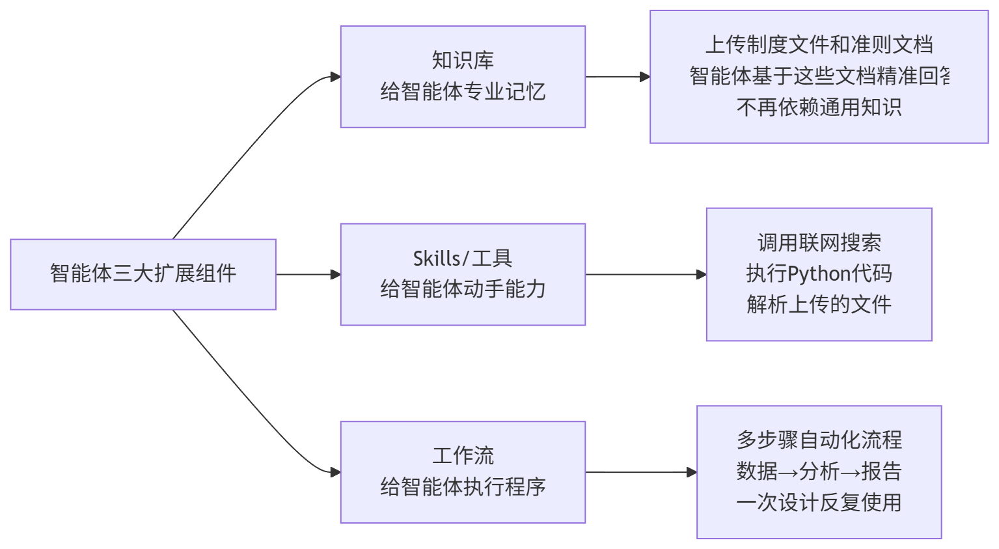 智能体三大扩展组件
知识库
给智能体专业记忆
上传制度文件和准则文档
智能体基于这些文档精准回答
不再依赖通用知识
Skills/工具
给智能体动手能力
调用联网搜索
执行Python代码
解析上传的文件
工作流
给智能体执行程序
多步骤自动化流程
数据→分析→报告
一次设计反复使用